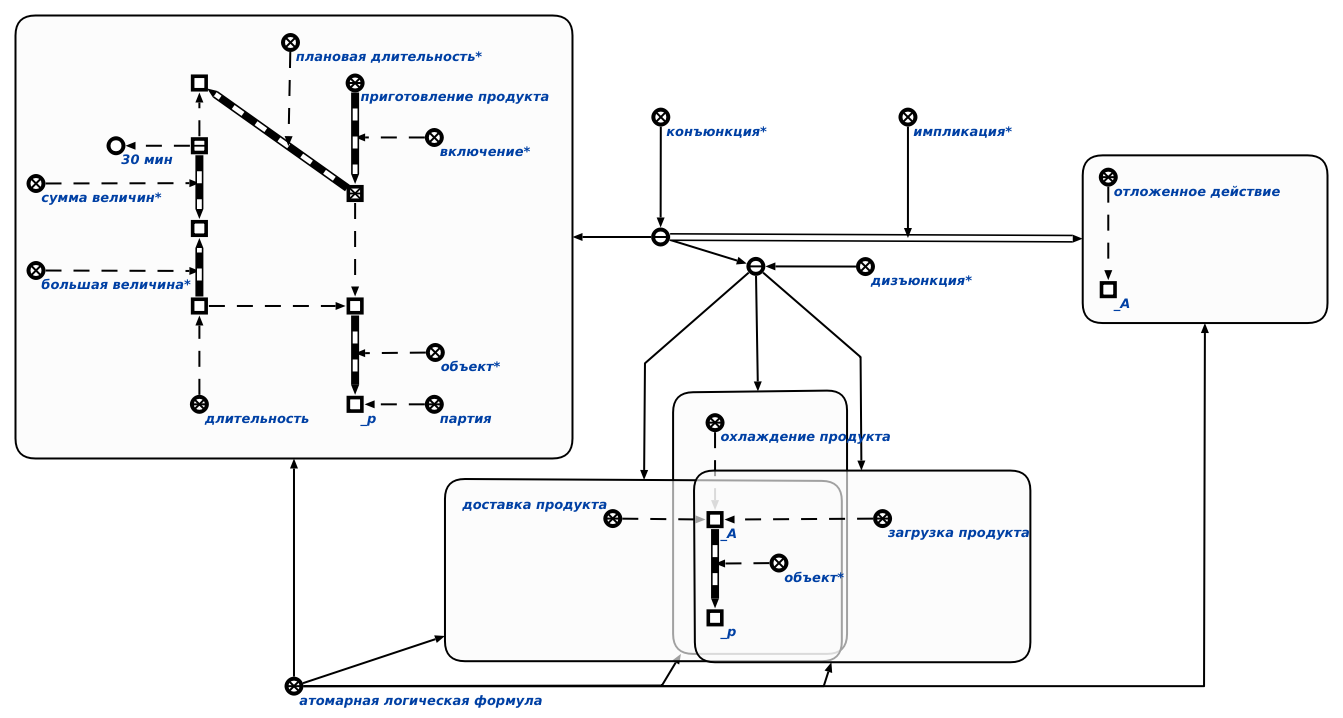 плановая длительность*
приготовление продукта
включение*
30 мин
сумма величин*
большая величина*
объект*
длительность
_p
партия
конъюнкция*
импликация*
дизъюнкция*
отложенное действие
_A
охлаждение продукта
доставка продукта
_A
загрузка продукта
объект*
_p
атомарная логическая формула